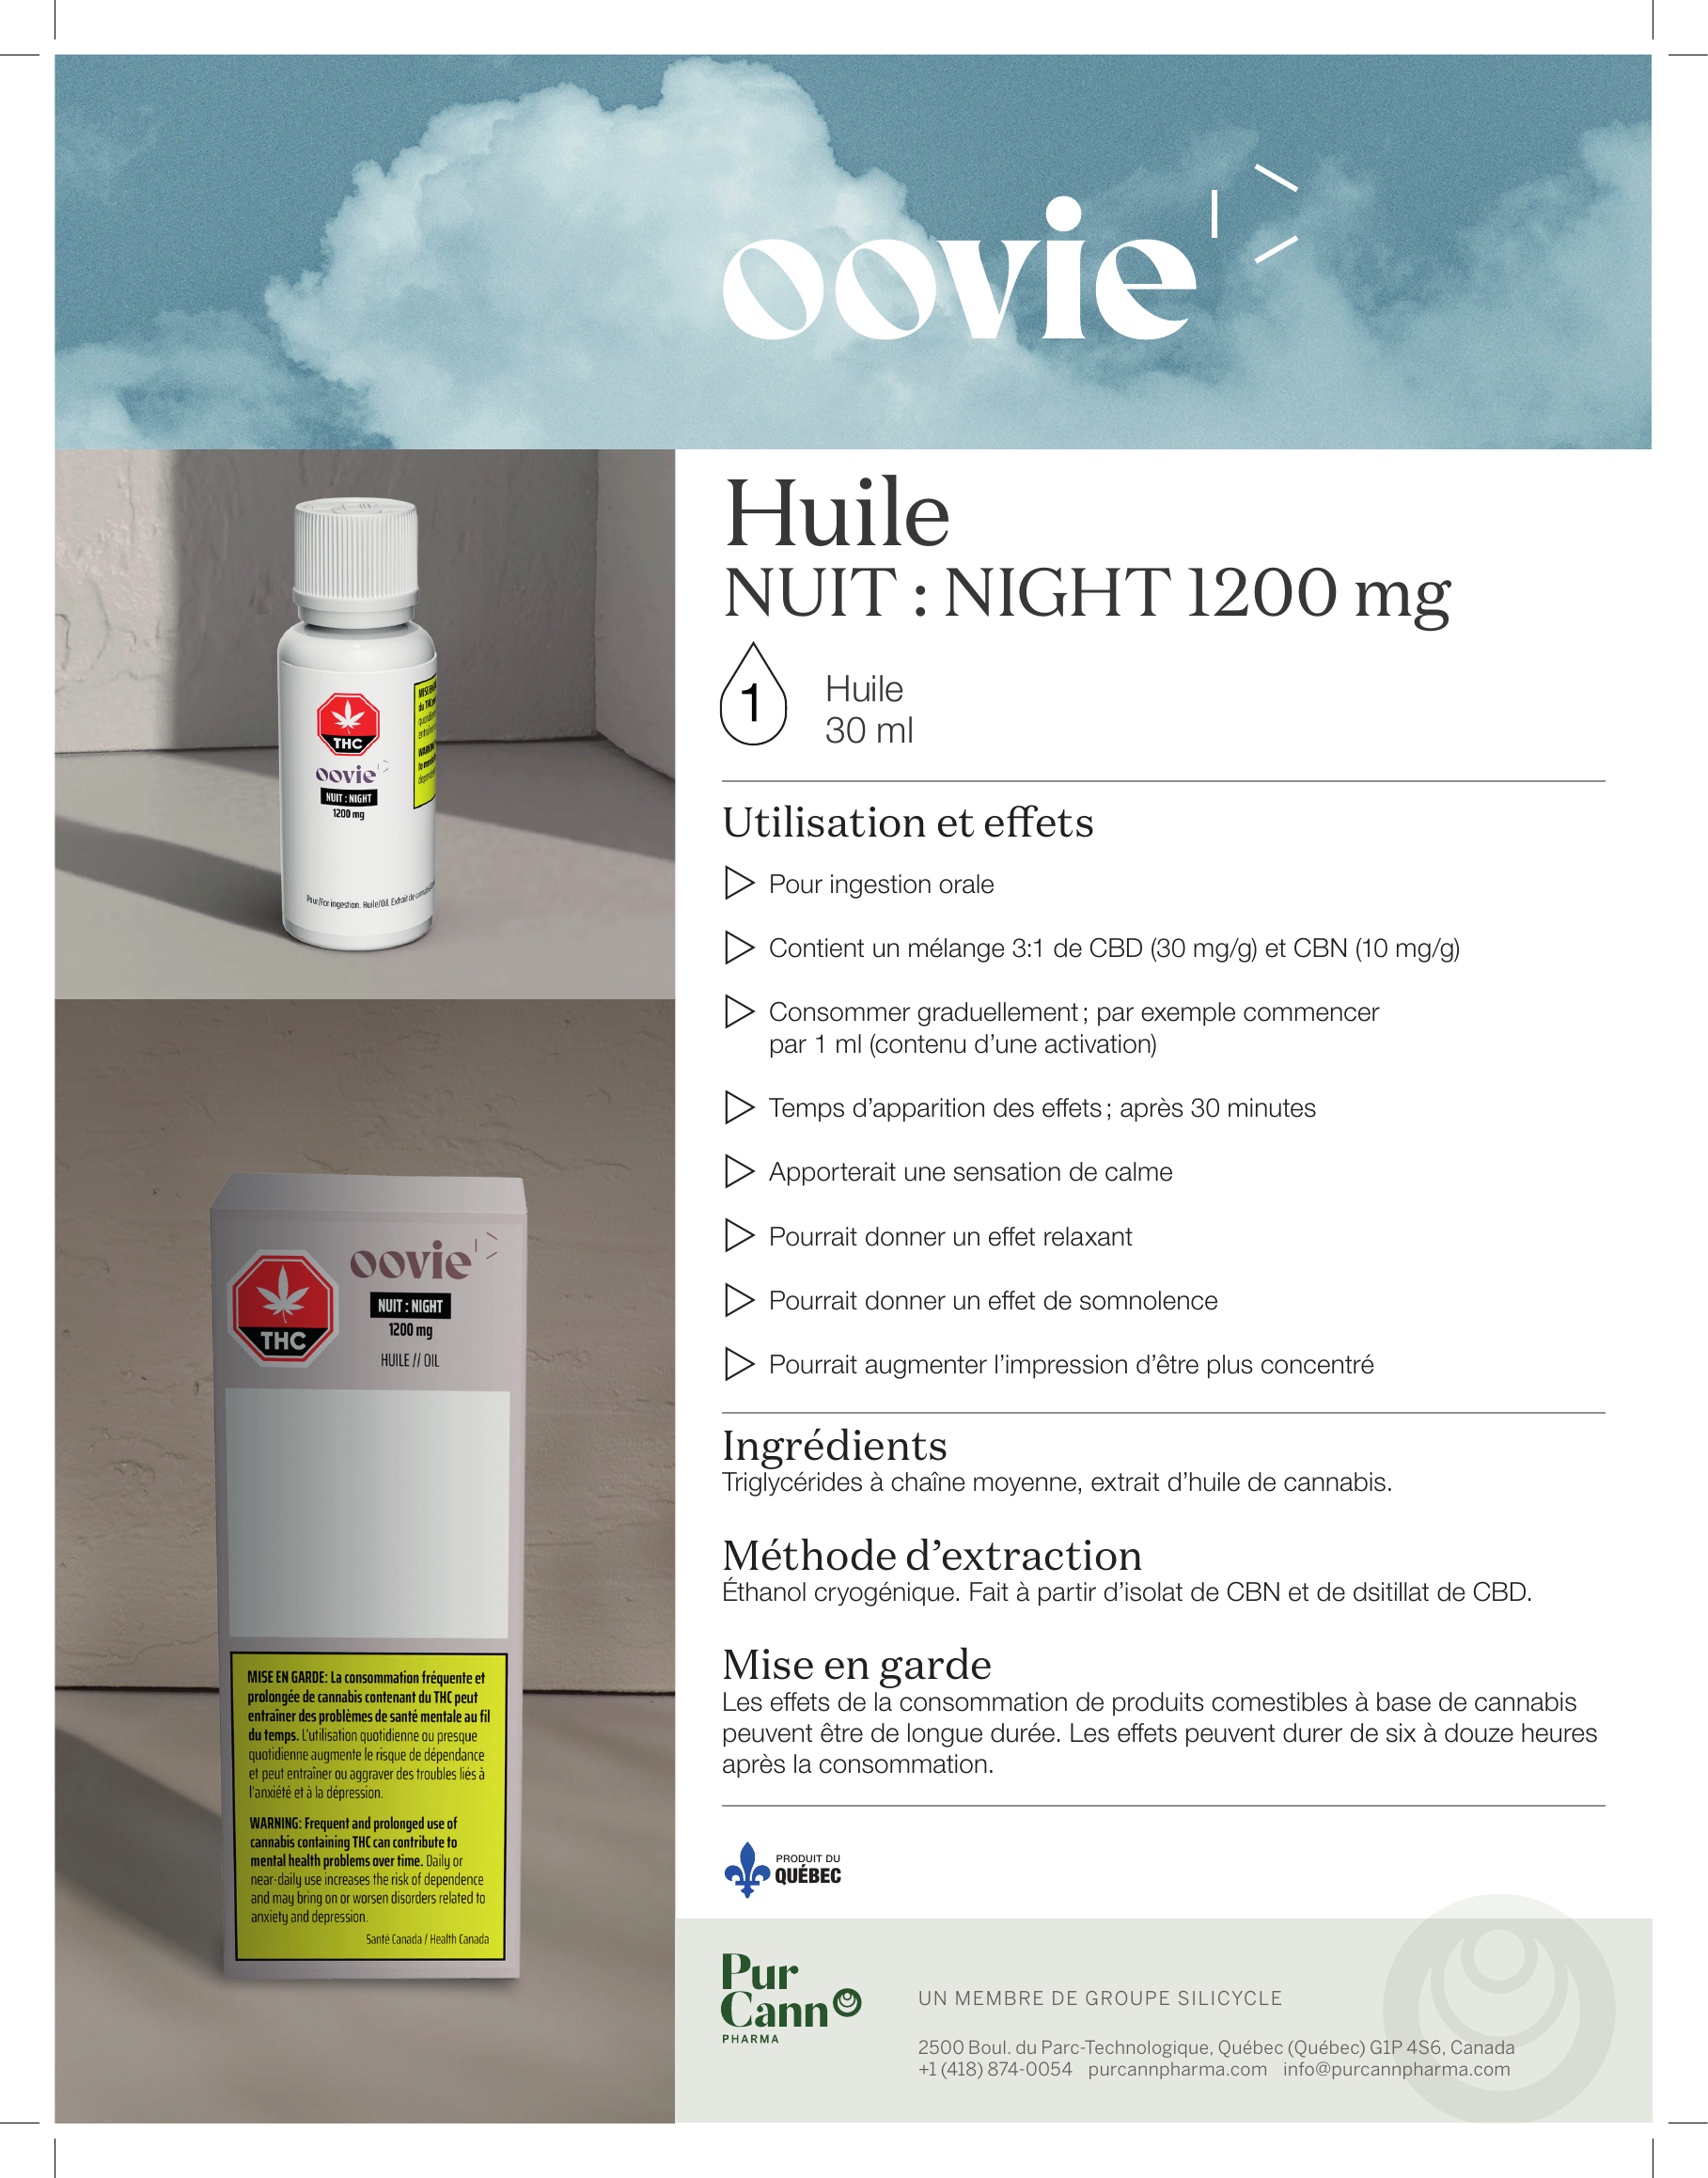 oovie
Huile
NUIT : NIGHT 1200 mg
1
Huile
30 ml
THC
oovie
NUIT : NIGHT
1200 mg
Pour/For ingestion. Huile/Oil. Extrait de
Utilisation et effets
Pour ingestion orale
Contient un mélange 3:1 de CBD (30 mg/g) et CBN (10 mg/g)
Consommer graduellement ; par exemple commencer
par 1 ml (contenu d’une activation)
Temps d’apparition des effets ; après 30 minutes
Apporterait une sensation de calme
Pourrait donner un effet relaxant
Pourrait donner un effet de somnolence
Pourrait augmenter l’impression d’être plus concentré
Ingrédients
Triglycérides à chaîne moyenne, extrait d’huile de cannabis.
Méthode d’extraction
Éthanol cryogénique. Fait à partir d’isolat de CBN et de dsitillat de CBD.
Mise en garde
Les effets de la consommation de produits comestibles à base de cannabis
peuvent être de longue durée. Les effets peuvent durer de six à douze heures
après la consommation.
THC
oovie
NUIT : NIGHT
1200 mg
HUILE // OIL
MISE EN GARDE: La consommation fréquente et
prolongée de cannabis contenant du THC peut
entraîner des problèmes de santé mentale au fil
du temps. L'utilisation quotidienne ou presque
quotidienne augmente le risque de dépendance
et peut entraîner ou aggraver des troubles liés à
l'anxiété et à la dépression.
WARNING: Frequent and prolonged use of
cannabis containing THC can contribute to
mental health problems over time. Daily or
near-daily use increases the risk of dependence
and may bring on or worsen disorders related to
anxiety and depression.
Santé Canada / Health Canada
PRODUIT DU
QUÉBEC
Pur
Cann
PHARMA
UN MEMBRE DE GROUPE SILICYCLE
2500 Boul. du Parc-Technologique, Québec (Québec) G1P 4S6, Canada
+1 (418) 874-0054 purcannpharma.com info@purcannpharma.com